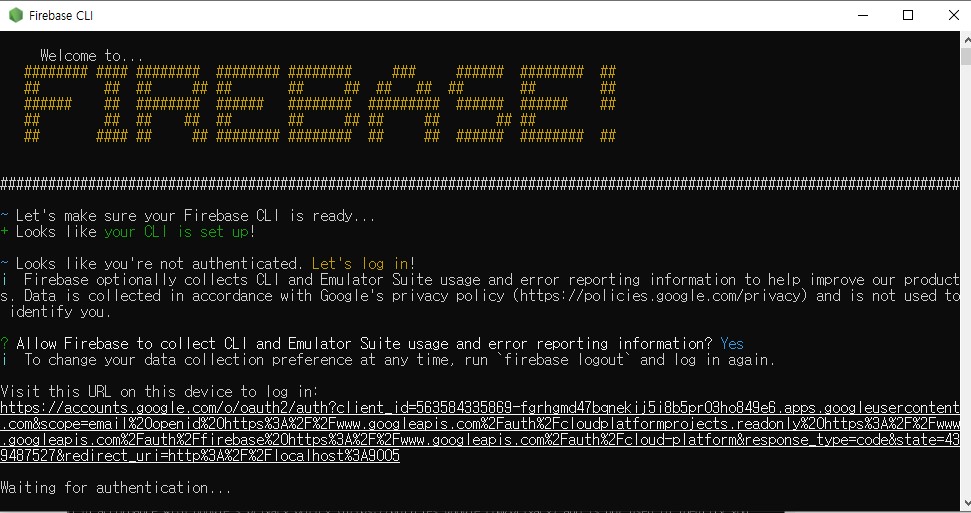 Firebase CLI
Welcome to...
FIREBASE!
################################################################################################################
~ Let's make sure your Firebase CLI is ready...
+ Looks like your CLI is set up!
~ Looks like you're not authenticated. Let's log in!
i  Firebase optionally collects CLI and Emulator Suite usage and error reporting information to help improve our product
s. Data is collected in accordance with Google's privacy policy (https://policies.google.com/privacy) and is not used to
 identify you.
? Allow Firebase to collect CLI and Emulator Suite usage and error reporting information? Yes
i  To change your data collection preference at any time, run `firebase logout` and log in again.
Visit this URL on this device to log in:
https://accounts.google.com/o/oauth2/auth?client_id=563584335869-fgrhgmd47bqnekij5i8b5pr03ho849e6.apps.googleusercontent
.com&scope=email%20openid%20https%3A%2F%2Fwww.googleapis.com%2Fauth%2Fcloudplatformprojects.readonly%20https%3A%2F%2Fwww
.googleapis.com%2Fauth%2Ffirebase%20https%3A%2F%2Fwww.googleapis.com%2Fauth%2Fcloud-platform&response_type=code&state=43
9487527&redirect_uri=http%3A%2F%2Flocalhost%3A9005
Waiting for authentication...